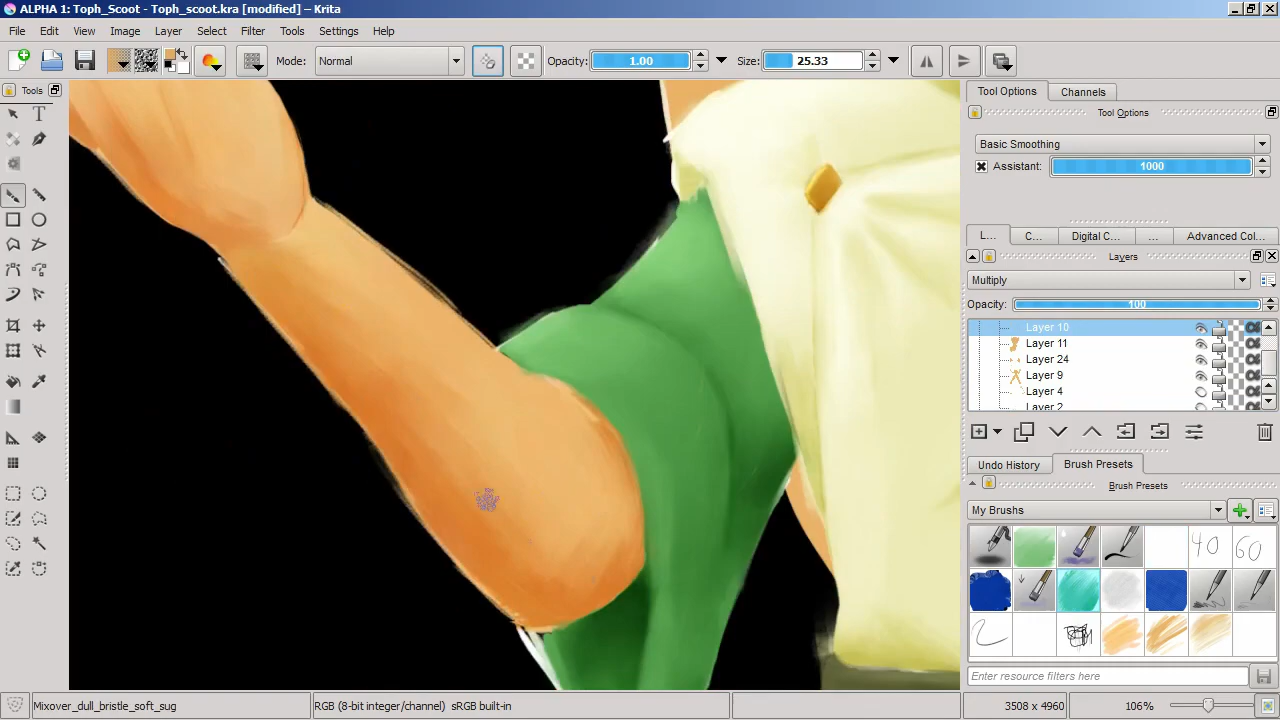 ALPHA 1: Toph_Scoot - Toph_scoot.kra [modified] - Krita
File Edit View Image Layer Select Filter Tools Settings Help
Mode: Normal Opacity: 1.00 Size: 25.33
Tools
Tool Options Channels
Tool Options
Basic Smoothing
Assistant: 1000
L... C... Digital C... ... Advanced Col...
Layers
Multiply
Opacity: 100
Layer 10
Layer 11
Layer 24
Layer 9
Layer 4
Layer 2
Undo History Brush Presets
Brush Presets
My Brushs
40 60
Enter resource filters here
Mixover_dull_bristle_soft_sug RGB (8-bit integer/channel) sRGB built-in 3508 x 4960 106%